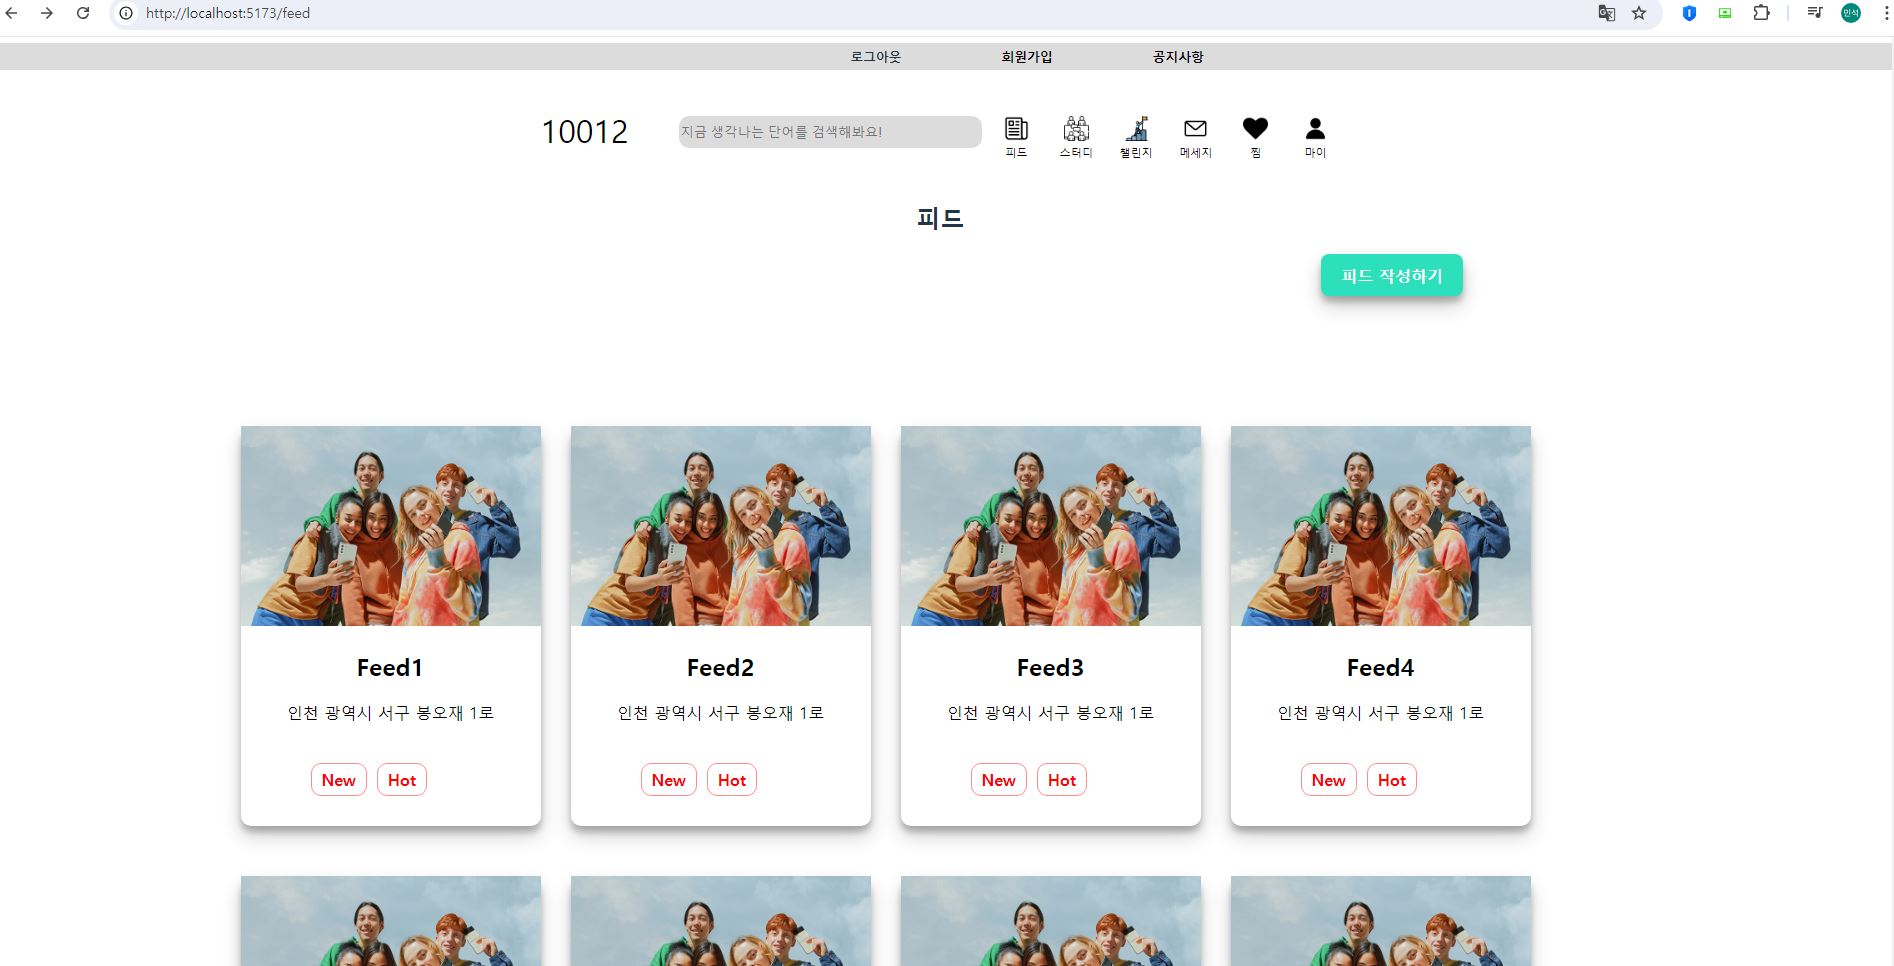 http://localhost:5173/feed
민석
로그아웃 회원가입 공지사항
10012 지금 생각나는 단어를 검색해봐요!
피드 스터디 챌린지 메세지 찜 마이
피드
피드 작성하기
Feed1 Feed2 Feed3 Feed4
인천 광역시 서구 봉오재 1로 인천 광역시 서구 봉오재 1로 인천 광역시 서구 봉오재 1로 인천 광역시 서구 봉오재 1로
New Hot New Hot New Hot New Hot